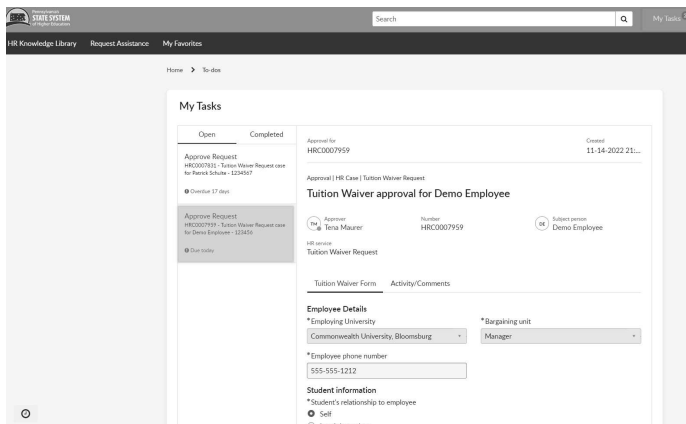 Pennsylvania's
STATE SYSTEM
of Higher Education
Search
My Tasks
HR Knowledge Library
Request Assistance
My Favorites
Home > To-dos
My Tasks
Open
Completed
Approve Request
HRC0007831 - Tuition Waiver Request case
for Patrick Schulte - 1234567
Overdue 17 days
Approve Request
HRC0007959 - Tuition Waiver Request case
for Demo Employee - 123456
Due today
Approval for
HRC0007959
Created
11-14-2022 21:...
Approval | HR Case | Tuition Waiver Request
Tuition Waiver approval for Demo Employee
TM
Approver
Tena Maurer
Number
HRC0007959
DE
Subject person
Demo Employee
HR service
Tuition Waiver Request
Tuition Waiver Form
Activity/Comments
Employee Details
*Employing University
Commonwealth University, Bloomsburg
*Bargaining unit
Manager
*Employee phone number
555-555-1212
Student information
*Student's relationship to employee
Self